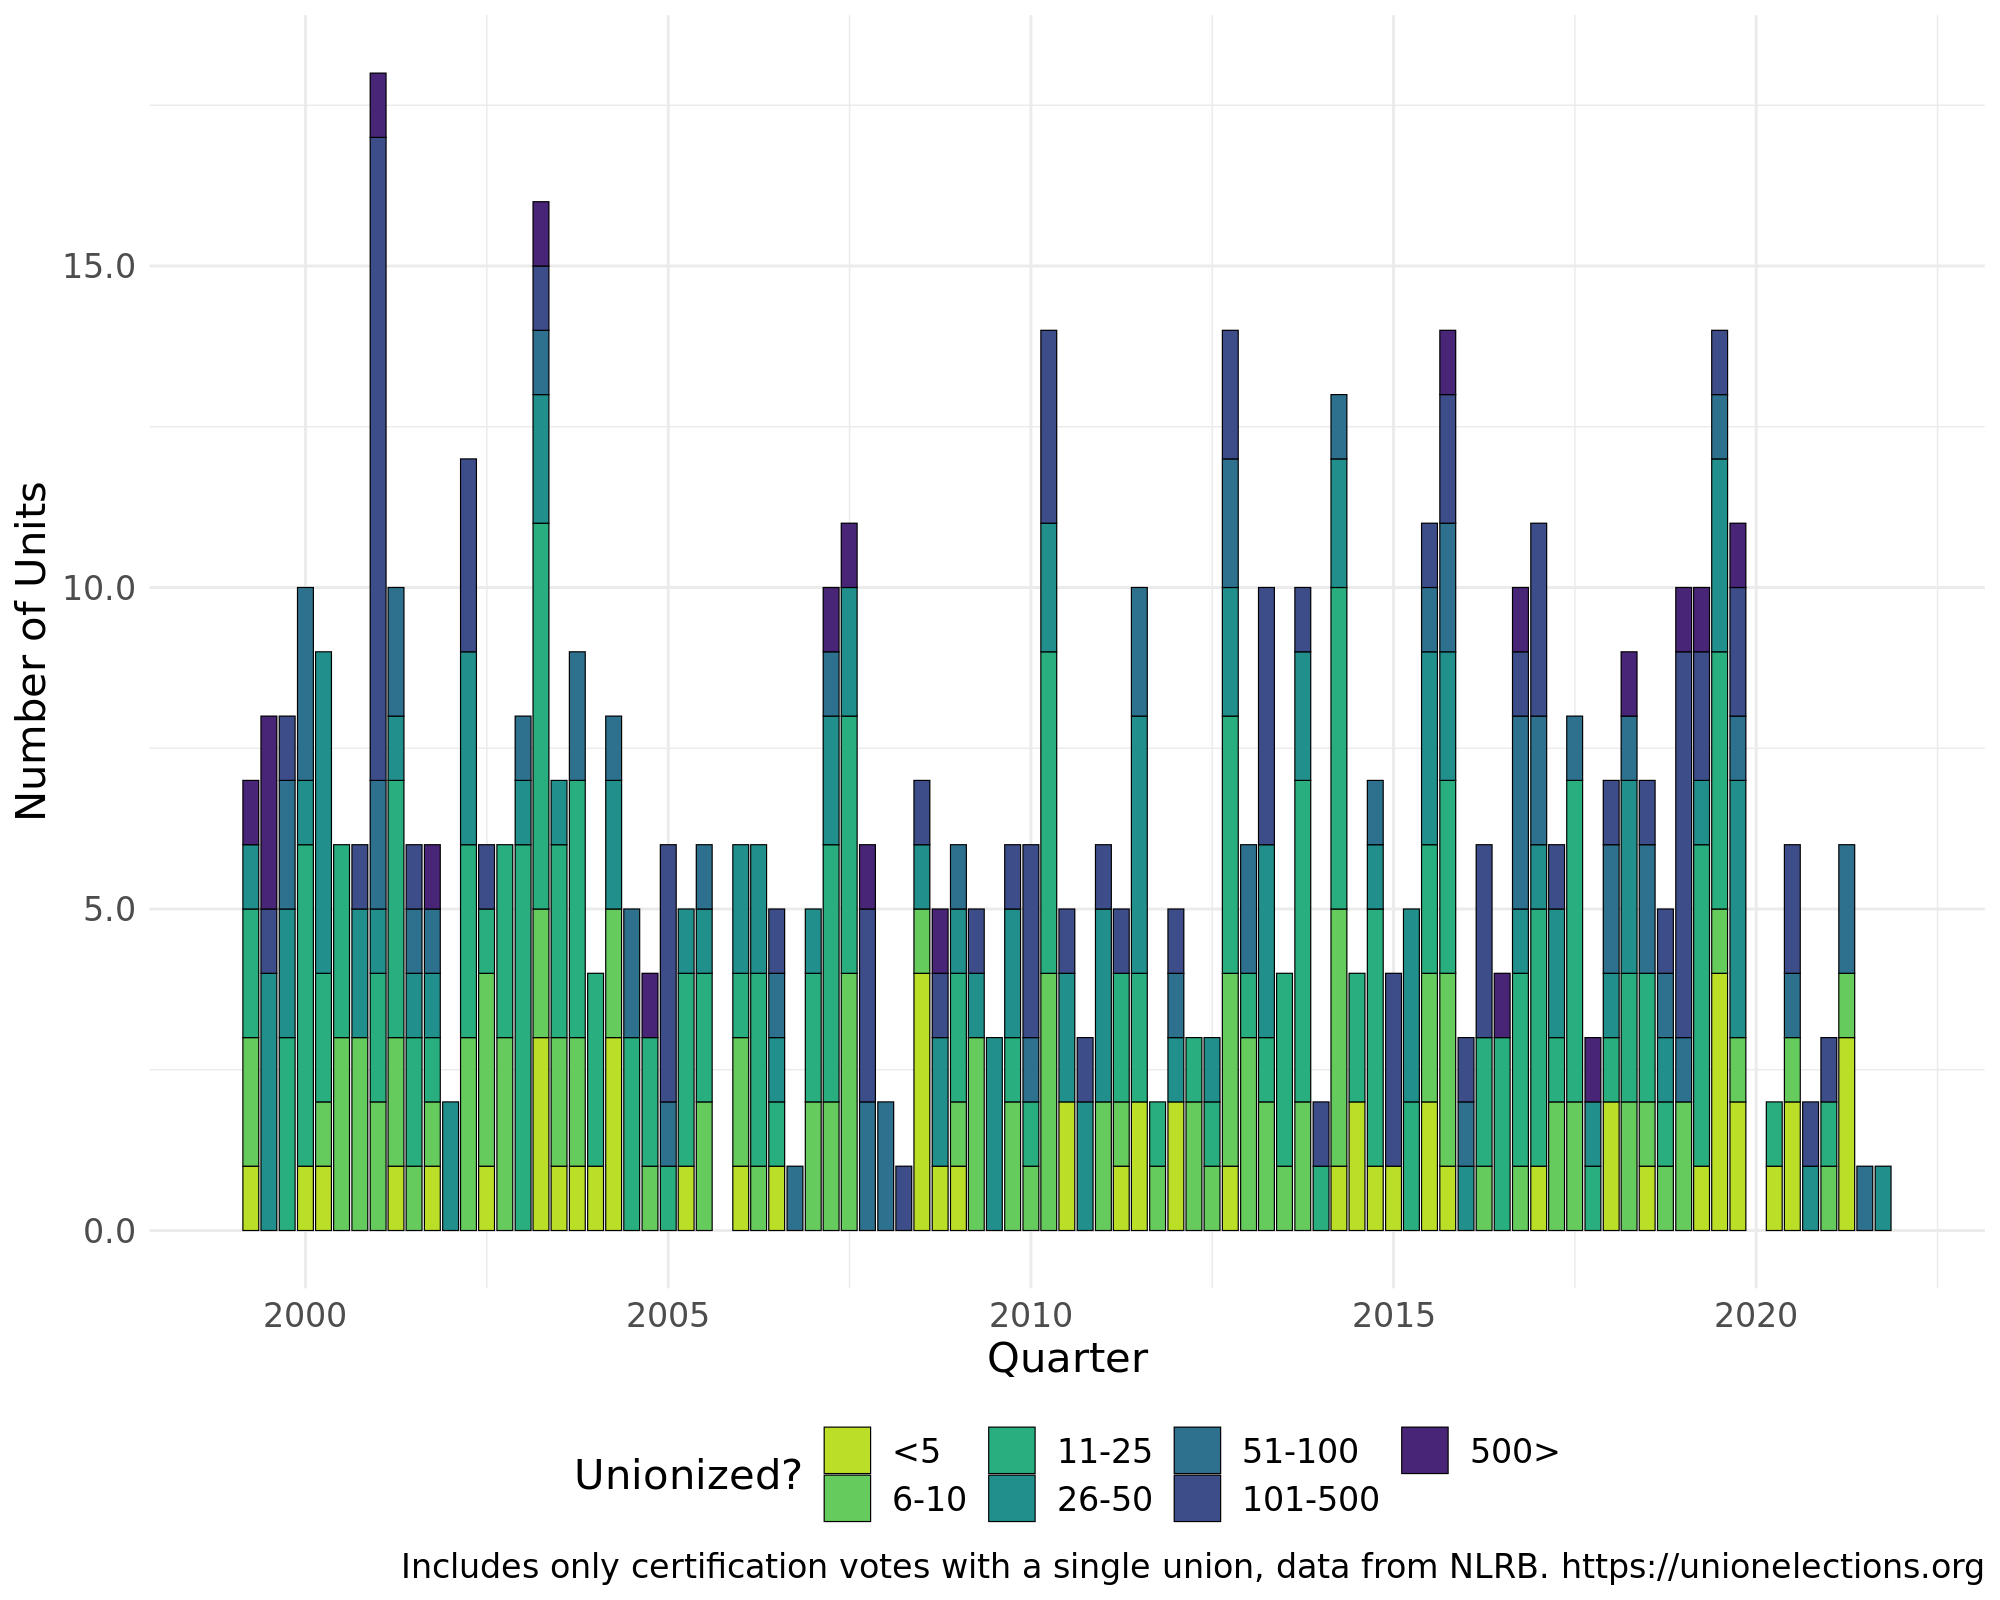 15.0
10.0
5.0
0.0
Number of Units
2000 2005 2010 2015 2020
Quarter
Unionized?
<5 11-25 51-100 500>
6-10 26-50 101-500
Includes only certification votes with a single union, data from NLRB. https://unionelections.org